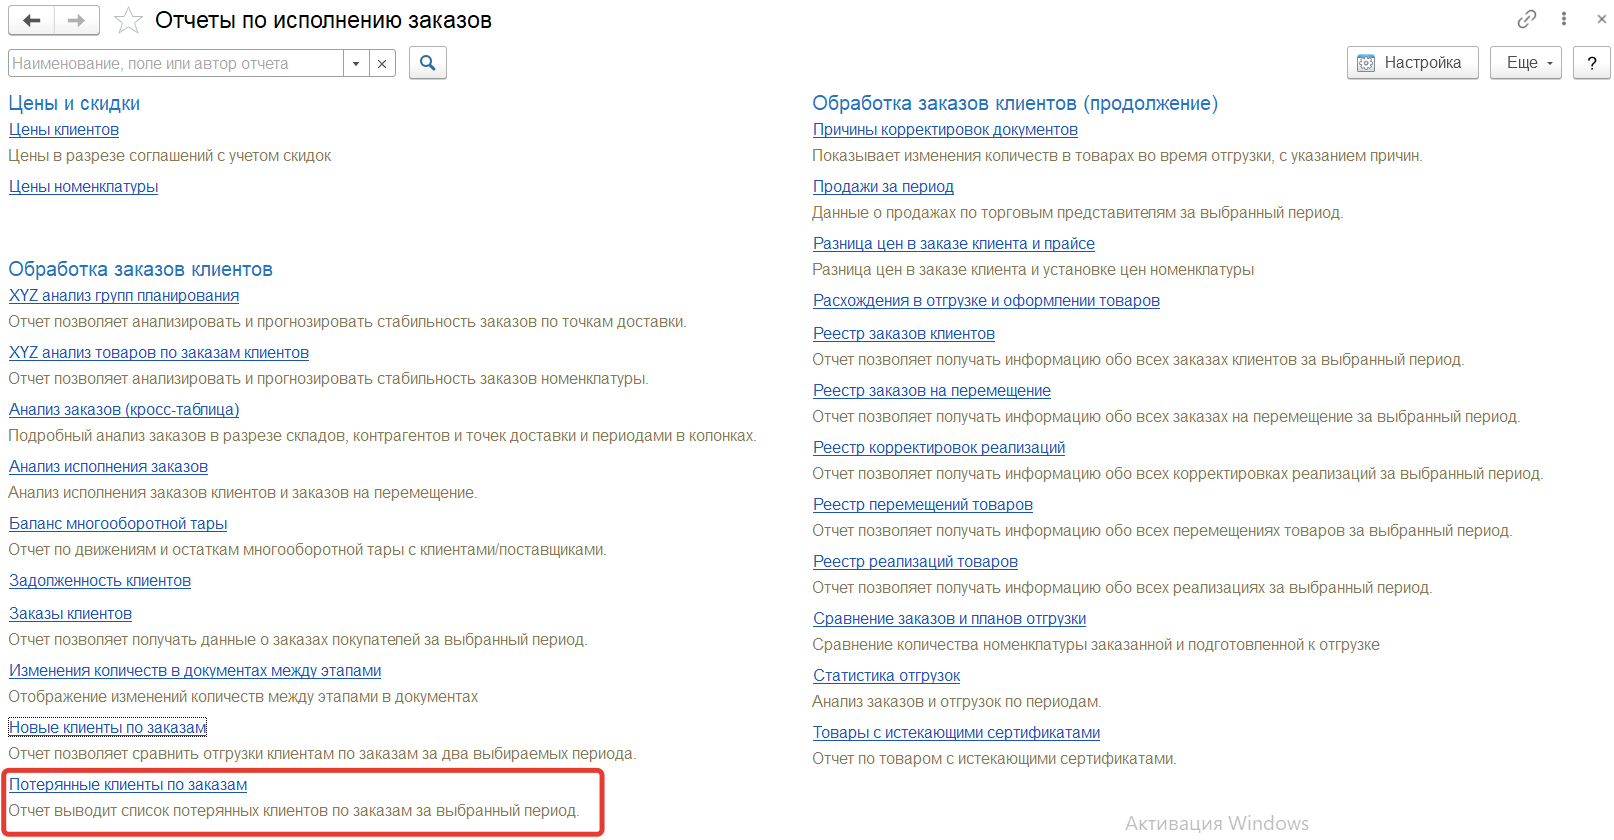 Отчеты по исполнению заказов
Наименование, поле или автор отчета
Настройка
Еще
?
Цены и скидки
Цены клиентов
Цены в разрезе соглашений с учетом скидок
Цены номенклатуры
Обработка заказов клиентов
XYZ анализ групп планирования
Отчет позволяет анализировать и прогнозировать стабильность заказов по точкам доставки.
XYZ анализ товаров по заказам клиентов
Отчет позволяет анализировать и прогнозировать стабильность заказов номенклатуры.
Анализ заказов (кросс-таблица)
Подробный анализ заказов в разрезе складов, контрагентов и точек доставки и периодами в колонках.
Анализ исполнения заказов
Анализ исполнения заказов клиентов и заказов на перемещение.
Баланс многооборотной тары
Отчет по движениям и остаткам многооборотной тары с клиентами/поставщиками.
Задолженность клиентов
Заказы клиентов
Отчет позволяет получать данные о заказах покупателей за выбранный период.
Изменения количеств в документах между этапами
Отображение изменений количеств между этапами в документах
Новые клиенты по заказам
Отчет позволяет сравнить отгрузки клиентам по заказам за два выбираемых периода.
Потерянные клиенты по заказам
Отчет выводит список потерянных клиентов по заказам за выбранный период.
Обработка заказов клиентов (продолжение)
Причины корректировок документов
Показывает изменения количеств в товарах во время отгрузки, с указанием причин.
Продажи за период
Данные о продажах по торговым представителям за выбранный период.
Разница цен в заказе клиента и прайсе
Разница цен в заказе клиента и установке цен номенклатуры
Расхождения в отгрузке и оформлении товаров
Реестр заказов клиентов
Отчет позволяет получать информацию обо всех заказах клиентов за выбранный период.
Реестр заказов на перемещение
Отчет позволяет получать информацию обо всех заказах на перемещение за выбранный период.
Реестр корректировок реализаций
Отчет позволяет получать информацию обо всех корректировках реализаций за выбранный период.
Реестр перемещений товаров
Отчет позволяет получать информацию обо всех перемещениях товаров за выбранный период.
Реестр реализаций товаров
Отчет позволяет получать информацию обо всех реализациях за выбранный период.
Сравнение заказов и планов отгрузки
Сравнение количества номенклатуры заказанной и подготовленной к отгрузке
Статистика отгрузок
Анализ заказов и отгрузок по периодам.
Товары с истекающими сертификатами
Отчет по товаром с истекающими сертификатами.
Активация Windows